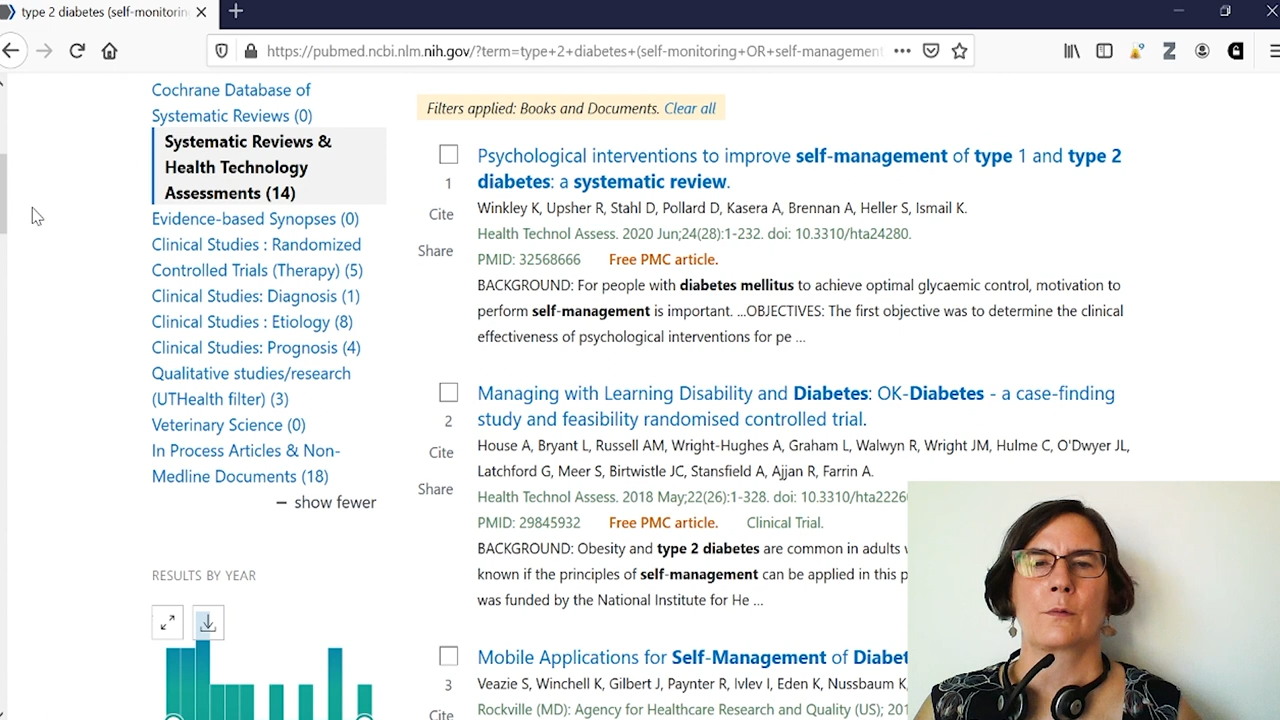 type 2 diabetes (self-monitorin
https://pubmed.ncbi.nlm.nih.gov/?term=type+2+diabetes+(self-monitoring+OR+self-management
Cochrane Database of
Systematic Reviews (0)
Systematic Reviews &
Health Technology
Assessments (14)
Evidence-based Synopses (0)
Clinical Studies : Randomized
Controlled Trials (Therapy) (5)
Clinical Studies: Diagnosis (1)
Clinical Studies : Etiology (8)
Clinical Studies: Prognosis (4)
Qualitative studies/research
(UTHealth filter) (3)
Veterinary Science (0)
In Process Articles & Non-
Medline Documents (18)
— show fewer
RESULTS BY YEAR
Filters applied: Books and Documents. Clear all
Psychological interventions to improve self-management of type 1 and type 2
1
diabetes: a systematic review.
Cite
Winkley K, Upsher R, Stahl D, Pollard D, Kasera A, Brennan A, Heller S, Ismail K.
Health Technol Assess. 2020 Jun;24(28):1-232. doi: 10.3310/hta24280.
Share
PMID: 32568666 Free PMC article.
BACKGROUND: For people with diabetes mellitus to achieve optimal glycaemic control, motivation to
perform self-management is important. ...OBJECTIVES: The first objective was to determine the clinical
effectiveness of psychological interventions for pe ...
Managing with Learning Disability and Diabetes: OK-Diabetes - a case-finding
2
study and feasibility randomised controlled trial.
Cite
House A, Bryant L, Russell AM, Wright-Hughes A, Graham L, Walwyn R, Wright JM, Hulme C, O'Dwyer JL,
Latchford G, Meer S, Birtwistle JC, Stansfield A, Ajjan R, Farrin A.
Share
Health Technol Assess. 2018 May;22(26):1-328. doi: 10.3310/hta2226
PMID: 29845932 Free PMC article. Clinical Trial.
BACKGROUND: Obesity and type 2 diabetes are common in adults
known if the principles of self-management can be applied in this p
was funded by the National Institute for He ...
Mobile Applications for Self-Management of Diabet
3
Veazie S, Winchell K, Gilbert J, Paynter R, Ivlev I, Eden K, Nussbaum K,
Cite
Rockville (MD): Agency for Healthcare Research and Quality (US); 201